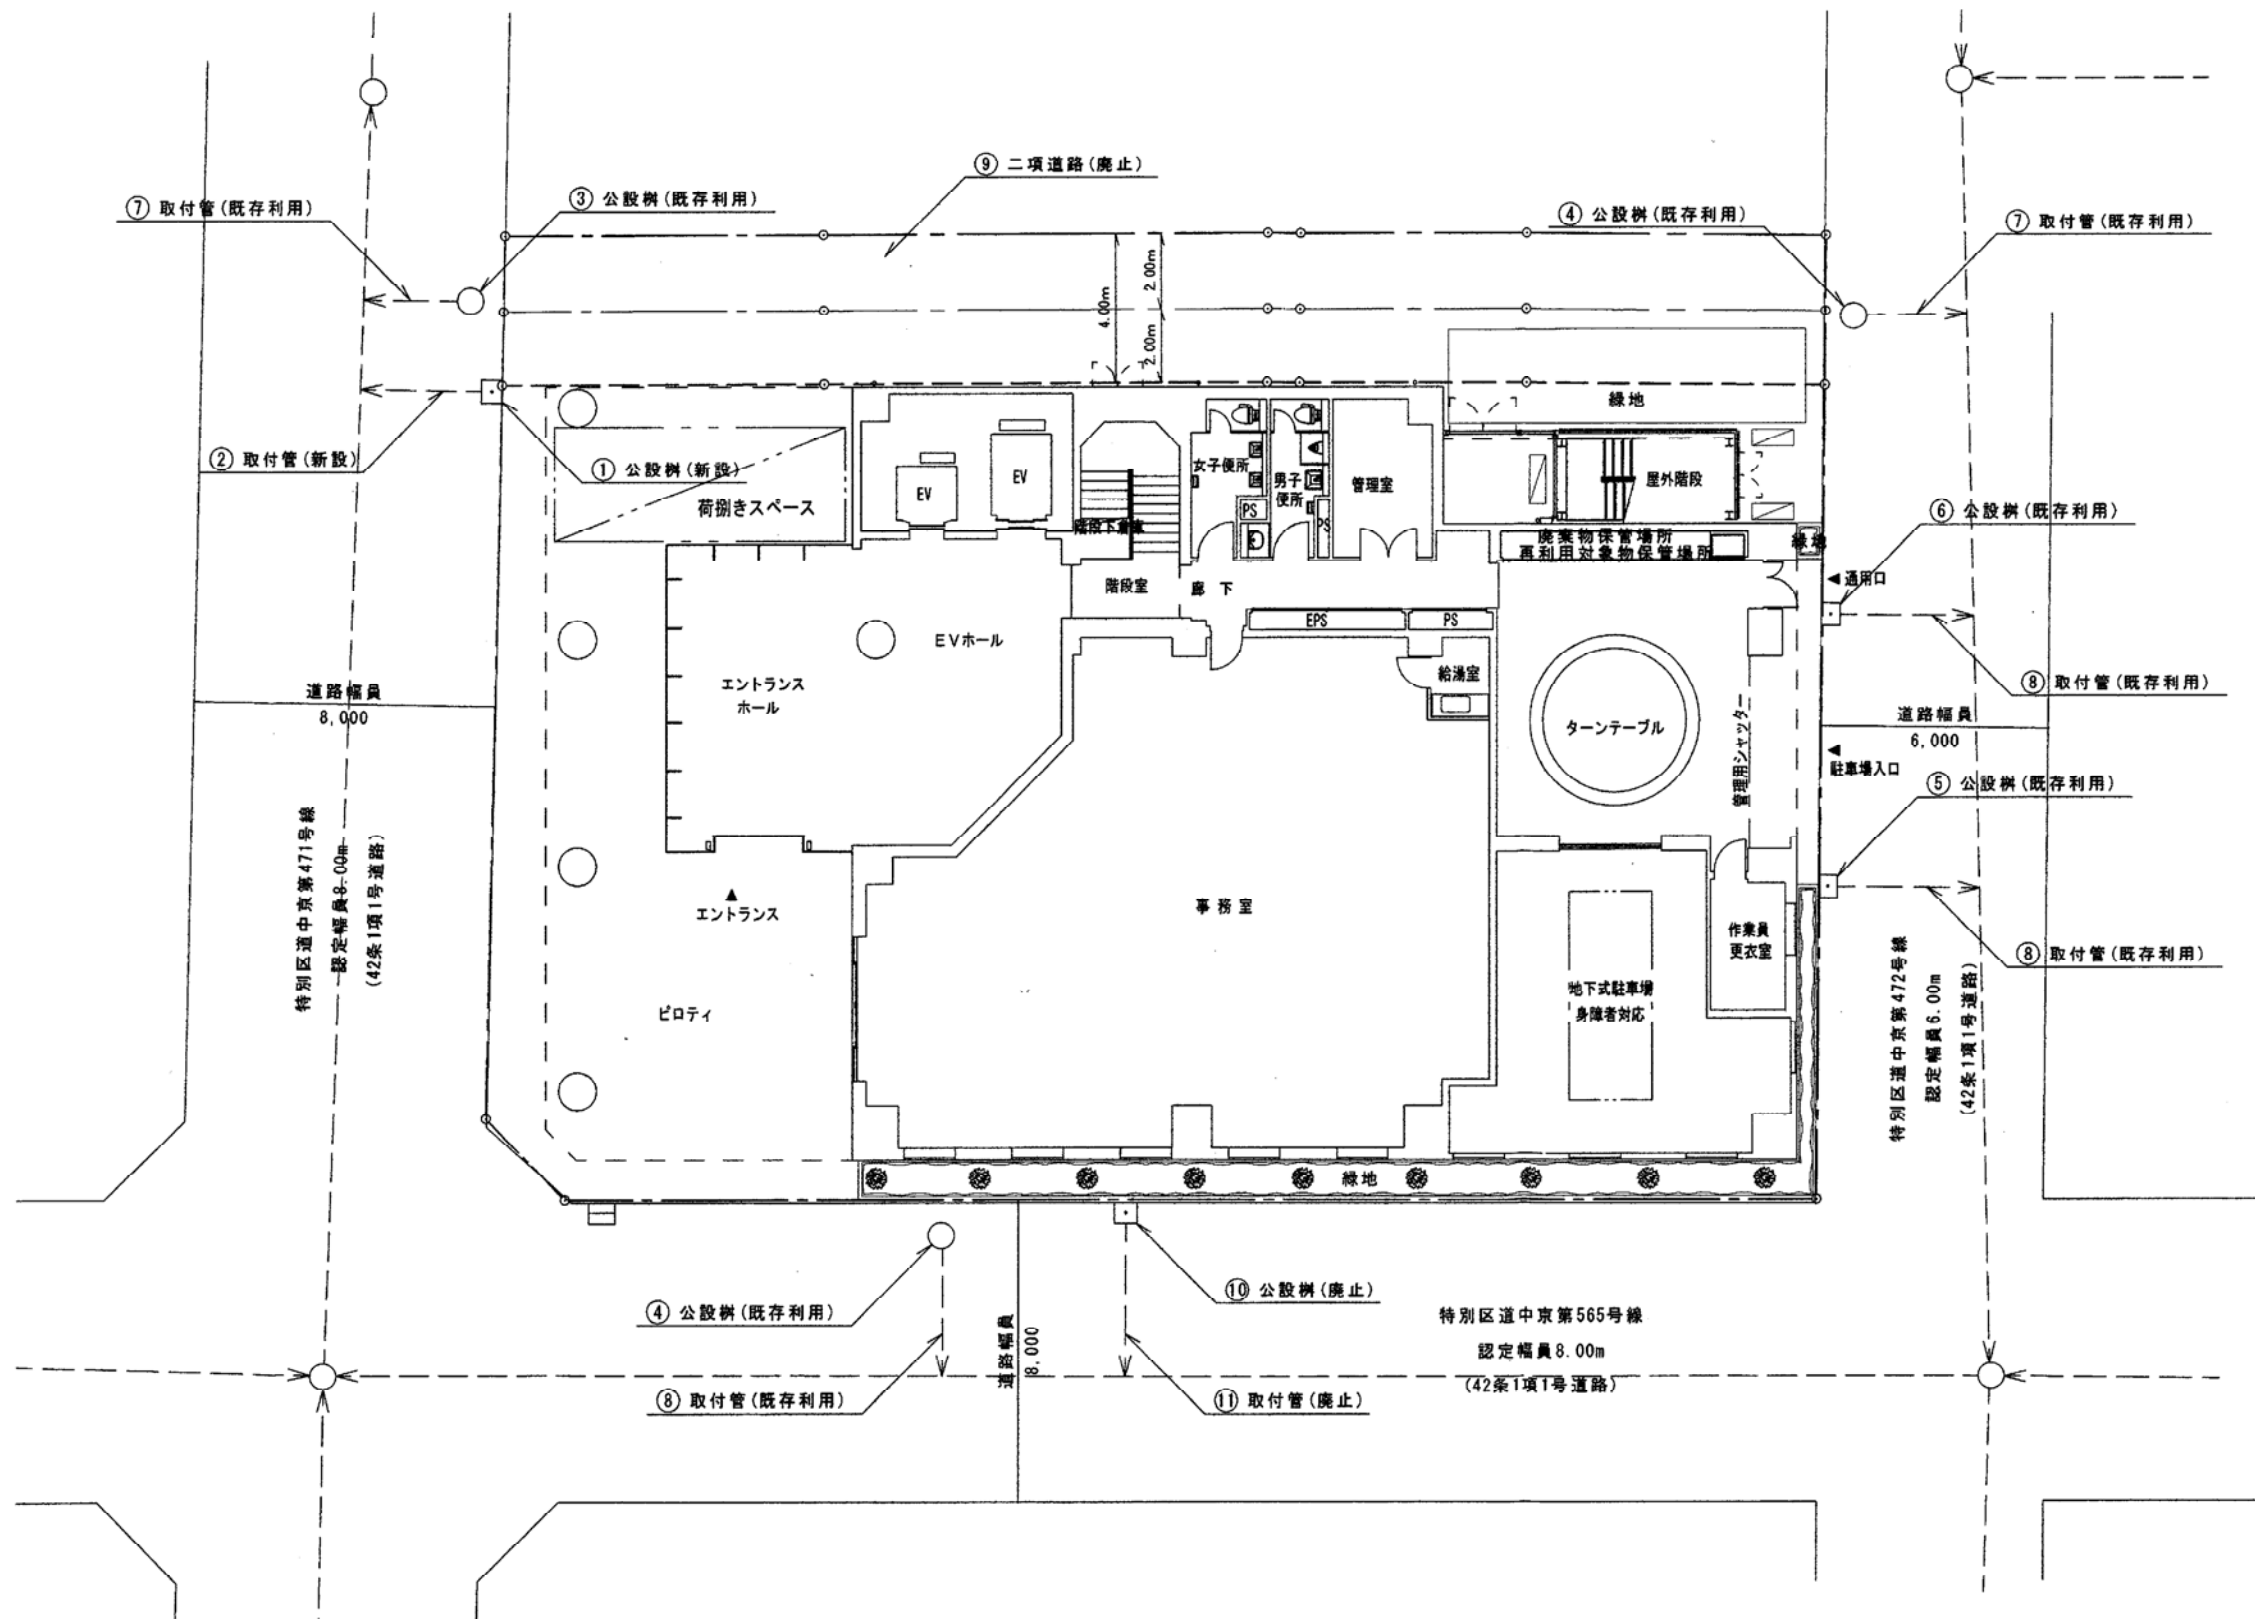 ⑨ 二項道路(廃止)
⑦ 取付管(既存利用)
③ 公設桝(既存利用)
④ 公設桝(既存利用)
⑦ 取付管(既存利用)
4.00m
2.00m
2.00m
緑地
② 取付管(新設)
① 公設桝(新設)
荷捌きスペース
EV
EV
階段下倉庫
女子便所
男子
便所
PS
PS
管理室
屋外階段
⑥ 公設桝(既存利用)
廃棄物保管場所
再利用対象物保管場所
緑地
◀通用口
階段室
廊 下
EPS
PS
EVホール
エントランス
ホール
給湯室
ターンテーブル
管理用シャッター
⑧ 取付管(既存利用)
道路幅員
8,000
道路幅員
6,000
◀
駐車場入口
⑤ 公設桝(既存利用)
特別区道中京第471号線
認定幅員8.00m
(42条1項1号道路)
▲
エントランス
事務室
作業員
更衣室
⑧ 取付管(既存利用)
地下式駐車場
身障者対応
ピロティ
特別区道中京第472号線
認定幅員6.00m
(42条1項1号道路)
緑地
④ 公設桝(既存利用)
⑩ 公設桝(廃止)
道路幅員
8,000
特別区道中京第565号線
認定幅員8.00m
(42条1項1号道路)
⑧ 取付管(既存利用)
⑪ 取付管(廃止)